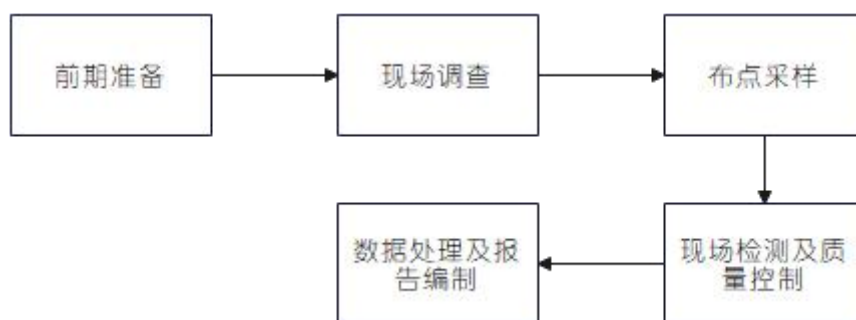 前期准备
现场调查
布点采样
数据处理及报
告编制
现场检测及质
量控制